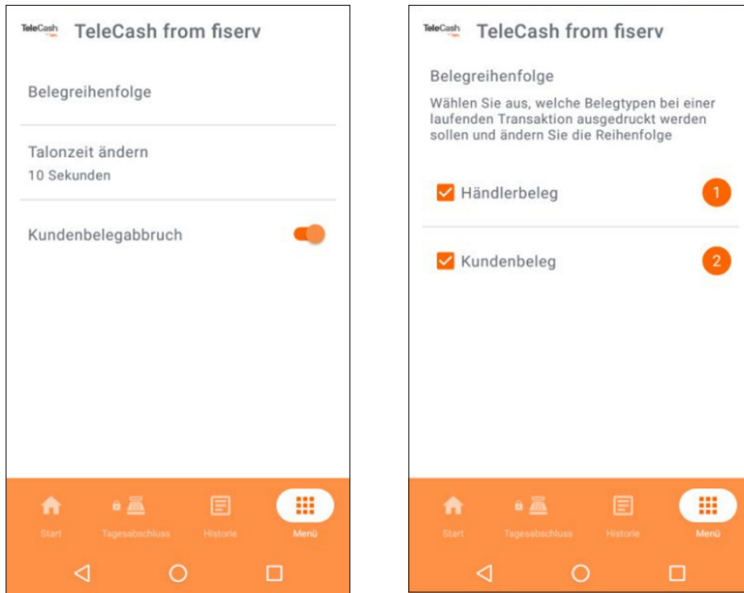 TeleCash TeleCash from fiserv
Belegreihenfolge
Talonzeit ändern
10 Sekunden
Kundenbelegabbruch
Start Tagesabschluss Historie Menü
TeleCash TeleCash from fiserv
Belegreihenfolge
Wählen Sie aus, welche Belegtypen bei einer
laufenden Transaktion ausgedruckt werden
sollen und ändern Sie die Reihenfolge
Händlerbeleg 1
Kundenbeleg 2
Start Tagesabschluss Historie Menü